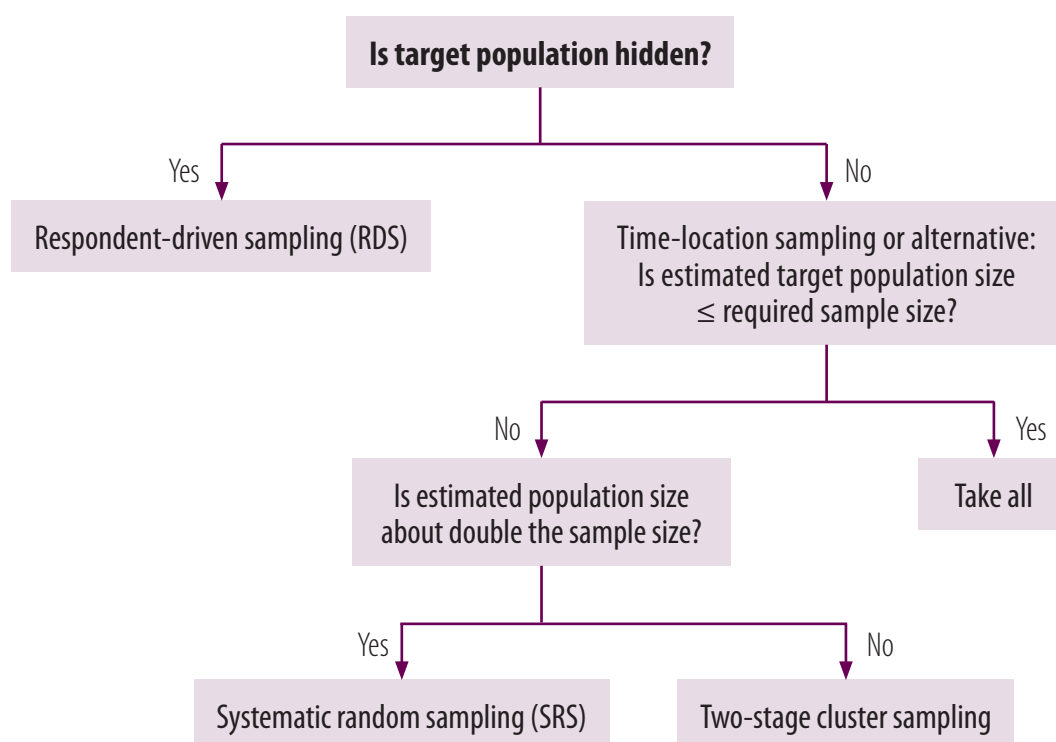 Is target population hidden?
Yes
No
Respondent-driven sampling (RDS)
Time-location sampling or alternative:
Is estimated target population size
≤ required sample size?
No
Yes
Is estimated population size
about double the sample size?
Take all
Yes
No
Systematic random sampling (SRS)
Two-stage cluster sampling